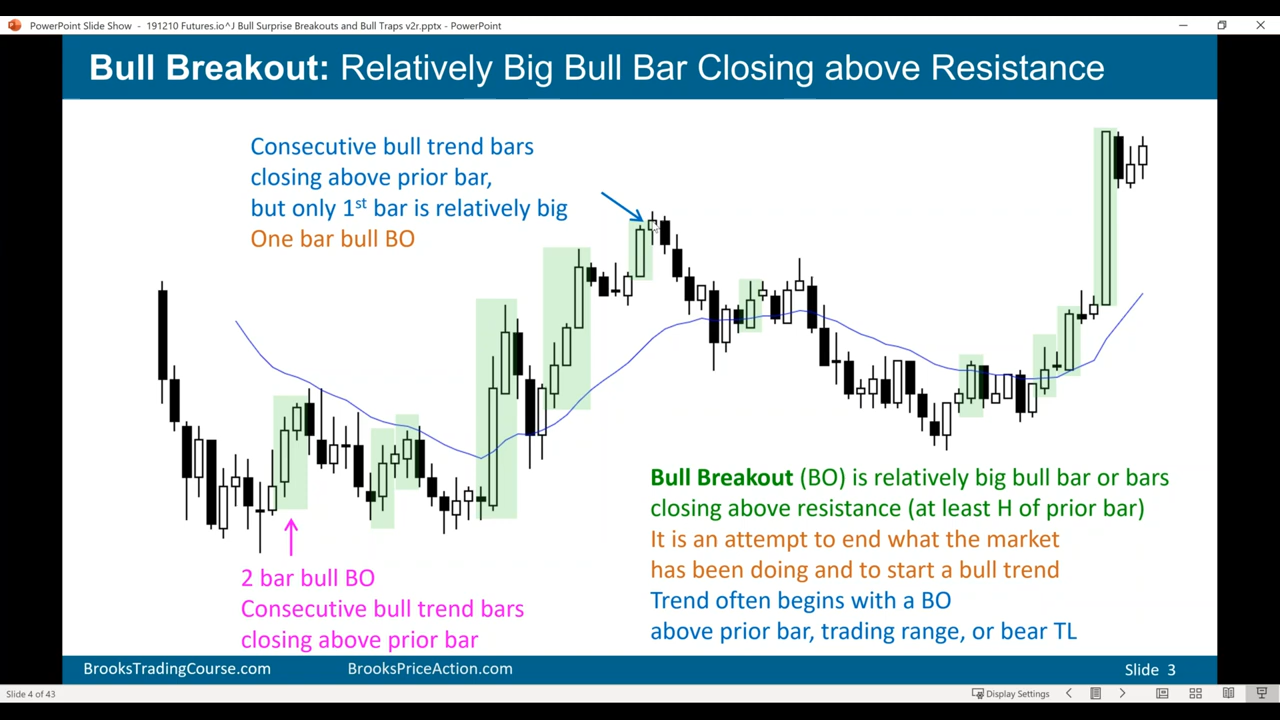 PowerPoint Slide Show - 191210 Futures.io^J Bull Surprise Breakouts and Bull Traps v2r.pptx - PowerPoint
Bull Breakout: Relatively Big Bull Bar Closing above Resistance
Consecutive bull trend bars
closing above prior bar,
but only 1st bar is relatively big
One bar bull BO
2 bar bull BO
Consecutive bull trend bars
closing above prior bar
Bull Breakout (BO) is relatively big bull bar or bars
closing above resistance (at least H of prior bar)
It is an attempt to end what the market
has been doing and to start a bull trend
Trend often begins with a BO
above prior bar, trading range, or bear TL
BrooksTradingCourse.com
BrooksPriceAction.com
Slide 3
Slide 4 of 43
Display Settings